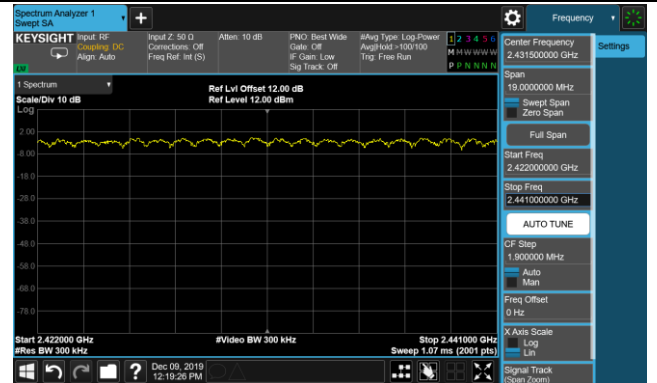 Spectrum Analyzer 1
Swept SA
Frequency
KEYSIGHT
Input: RF
Coupling: DC
Align: Auto
Input Z: 50 Ω
Corrections: Off
Freq Ref: Int (S)
Atten: 10 dB
PNO: Best Wide
Gate: Off
IF Gain: Low
Sig Track: Off
#Avg Type: Log-Power
Avg|Hold:>100/100
Trig: Free Run
1 2 3 4 5 6
M W W W W W
P P N N N N
LXI
1 Spectrum
Scale/Div 10 dB
Ref Lvl Offset 12.00 dB
Ref Level 12.00 dBm
Log
2.00
-8.00
-18.0
-28.0
-38.0
-48.0
-58.0
-68.0
-78.0
Start 2.422000 GHz
#Res BW 300 kHz
#Video BW 300 kHz
Stop 2.441000 GHz
Sweep 1.07 ms (2001 pts)
Dec 09, 2019
12:19:26 PM
Center Frequency
2.431500000 GHz
Settings
Span
19.0000000 MHz
Swept Span
Zero Span
Full Span
Start Freq
2.422000000 GHz
Stop Freq
2.441000000 GHz
AUTO TUNE
CF Step
1.900000 MHz
Auto
Man
Freq Offset
0 Hz
X Axis Scale
Log
Lin
Signal Track
(Span Zoom)